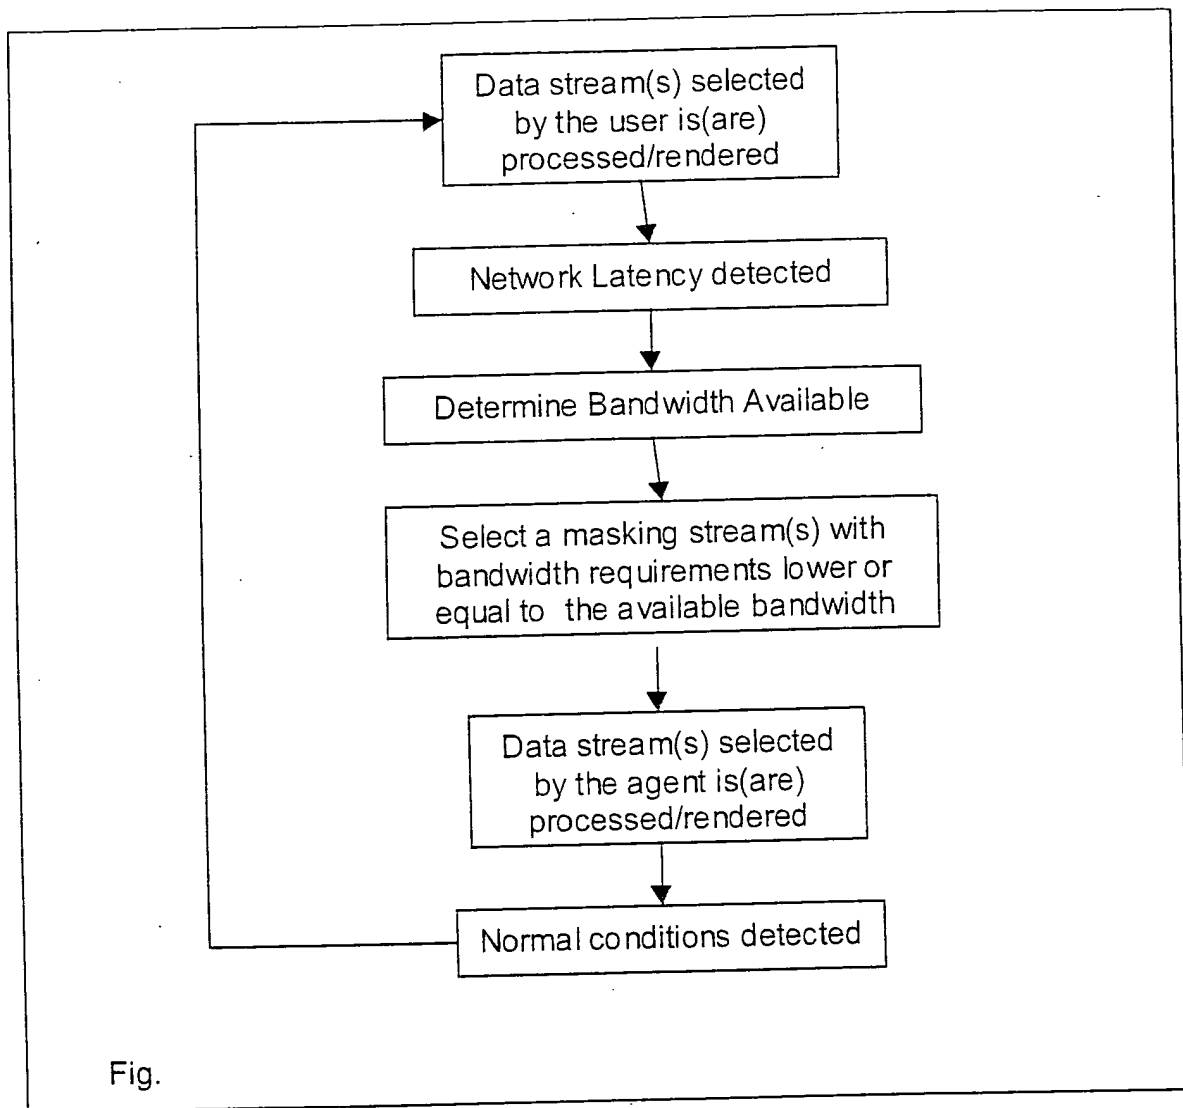 Data stream(s) selected
by the user is(are)
processed/rendered
Network Latency detected
Determine Bandwidth Available
Select a masking stream(s) with
bandwidth requirements lower or
equal to the available bandwidth
Data stream(s) selected
by the agent is(are)
processed/rendered
Normal conditions detected
Fig.